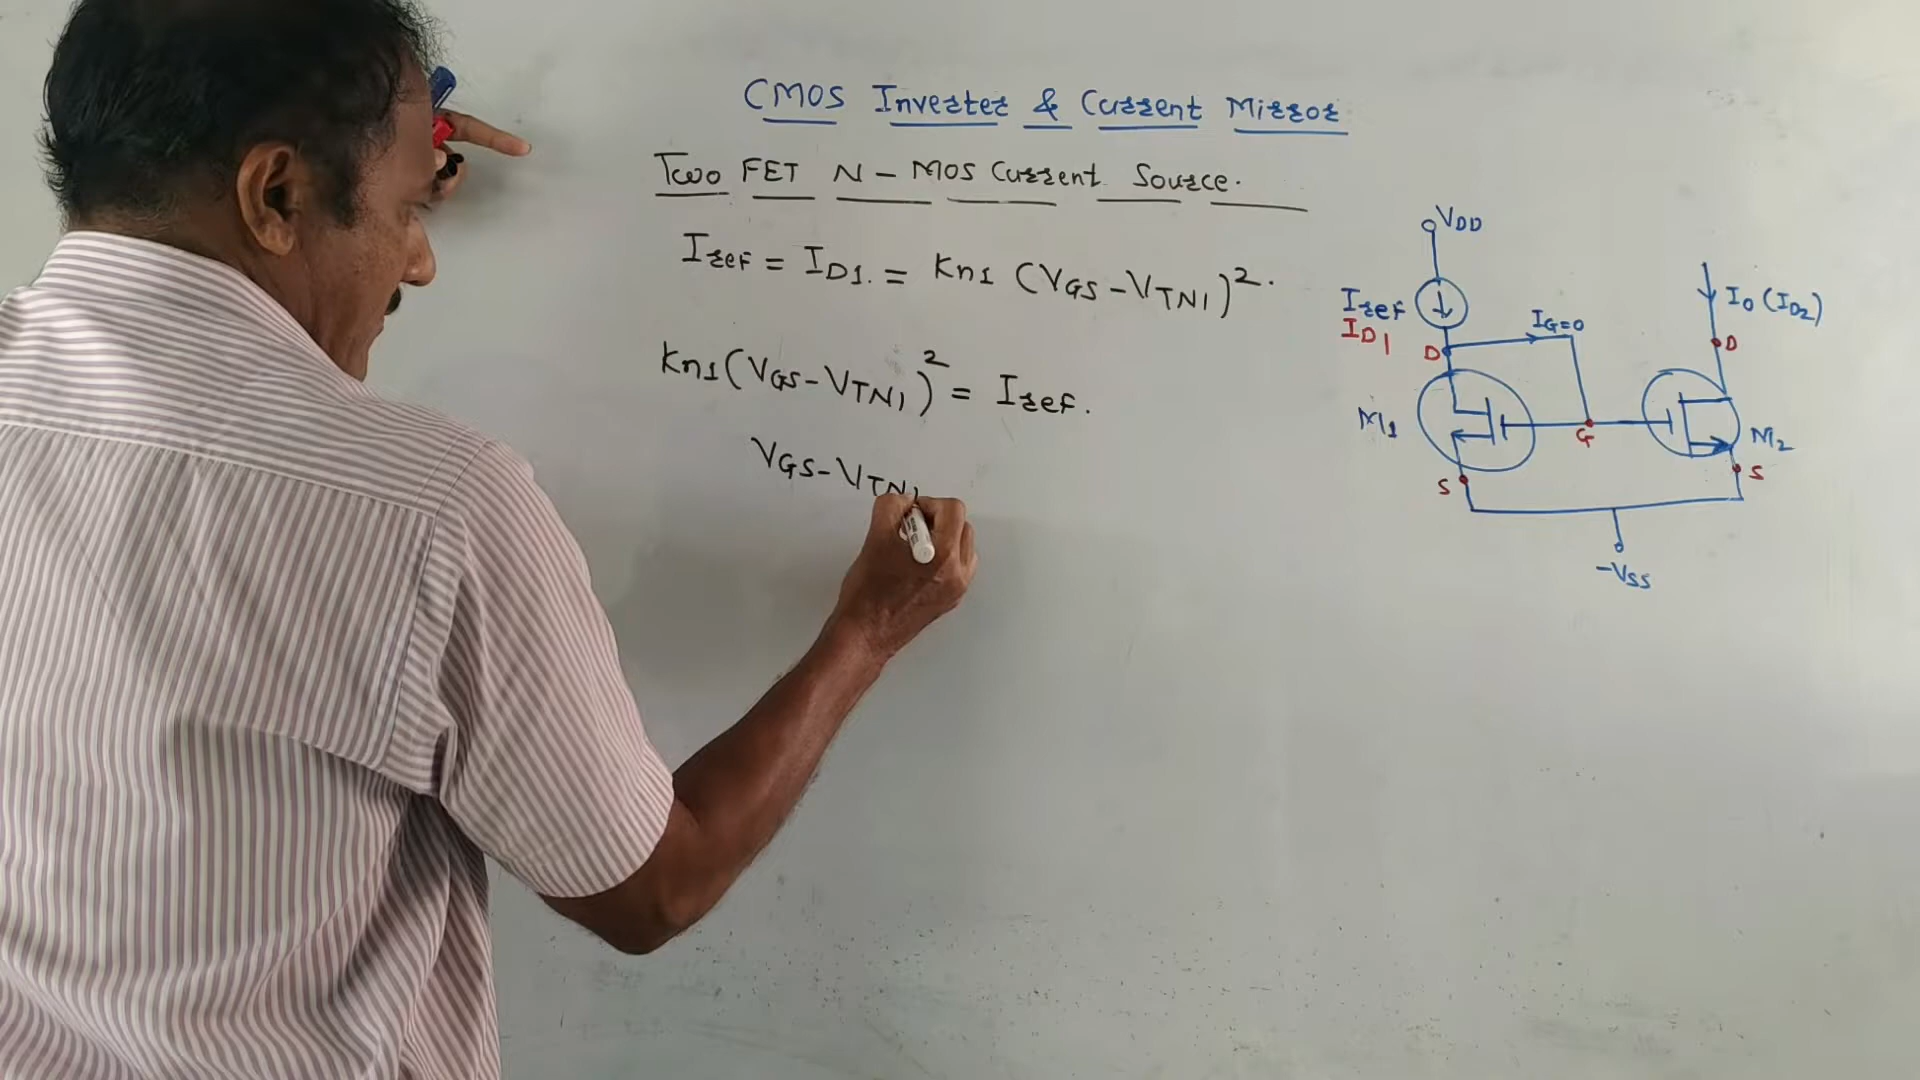 CMOS Inverter & Current Mirror
Two FET N - MOS Current Source.
Iref = ID1. = Kn1 (VGS - VTN1)².
Kn1 (VGS - VTN1)² = Iref.
VGS - VTN1
VDD
Iref
ID1
D
IG=0
I0 (ID2)
D
M1
G
M2
S
S
-VSS